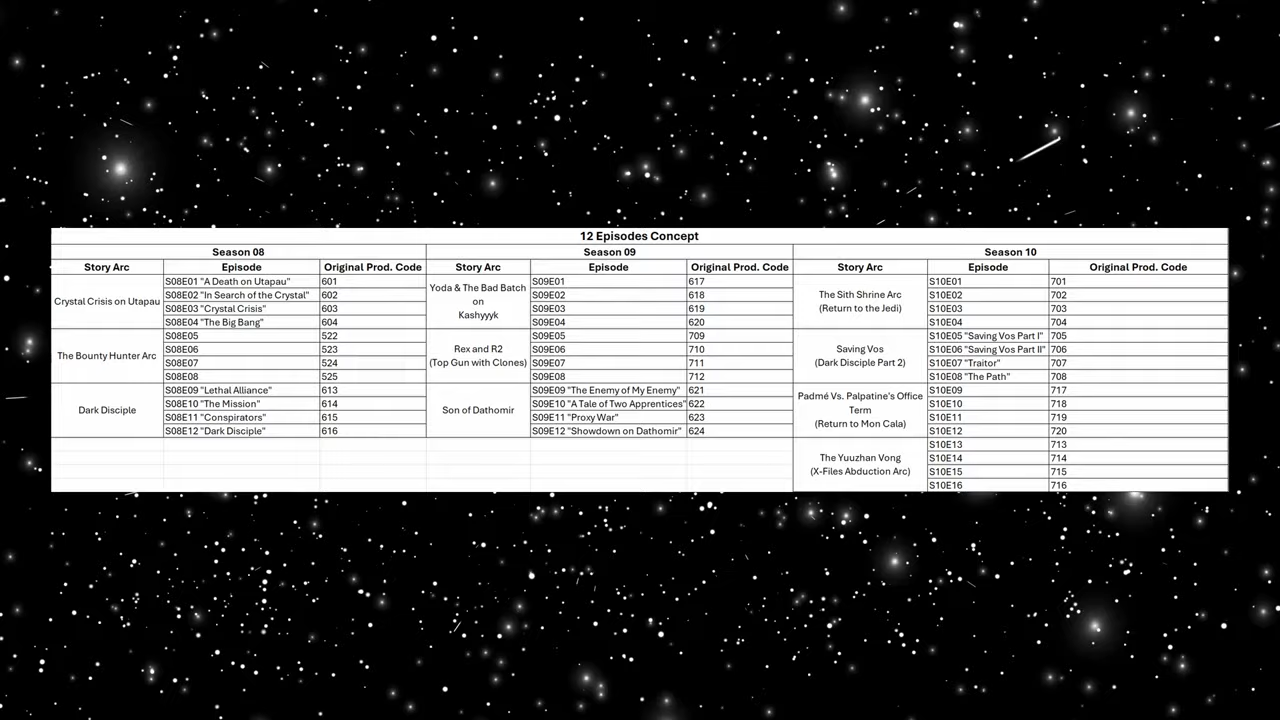 12 Episodes Concept
Season 08 Season 09 Season 10
Story Arc Episode Original Prod. Code Story Arc Episode Original Prod. Code Story Arc Episode Original Prod. Code
Crystal Crisis on Utapau
S08E01 "A Death on Utapau" 601
S08E02 "In Search of the Crystal" 602
S08E03 "Crystal Crisis" 603
S08E04 "The Big Bang" 604
The Bounty Hunter Arc
S08E05 522
S08E06 523
S08E07 524
S08E08 525
Dark Disciple
S08E09 "Lethal Alliance" 613
S08E10 "The Mission" 614
S08E11 "Conspirators" 615
S08E12 "Dark Disciple" 616
Yoda & The Bad Batch
on
Kashyyyk
S09E01 617
S09E02 618
S09E03 619
S09E04 620
Rex and R2
(Top Gun with Clones)
S09E05 709
S09E06 710
S09E07 711
S09E08 712
Son of Dathomir
S09E09 "The Enemy of My Enemy" 621
S09E10 "A Tale of Two Apprentices" 622
S09E11 "Proxy War" 623
S09E12 "Showdown on Dathomir" 624
The Sith Shrine Arc
(Return to the Jedi)
S10E01 701
S10E02 702
S10E03 703
S10E04 704
Saving Vos
(Dark Disciple Part 2)
S10E05 "Saving Vos Part I" 705
S10E06 "Saving Vos Part II" 706
S10E07 "Traitor" 707
S10E08 "The Path" 708
Padmé Vs. Palpatine's Office
Term
(Return to Mon Cala)
S10E09 717
S10E10 718
S10E11 719
S10E12 720
The Yuuzhan Vong
(X-Files Abduction Arc)
S10E13 713
S10E14 714
S10E15 715
S10E16 716